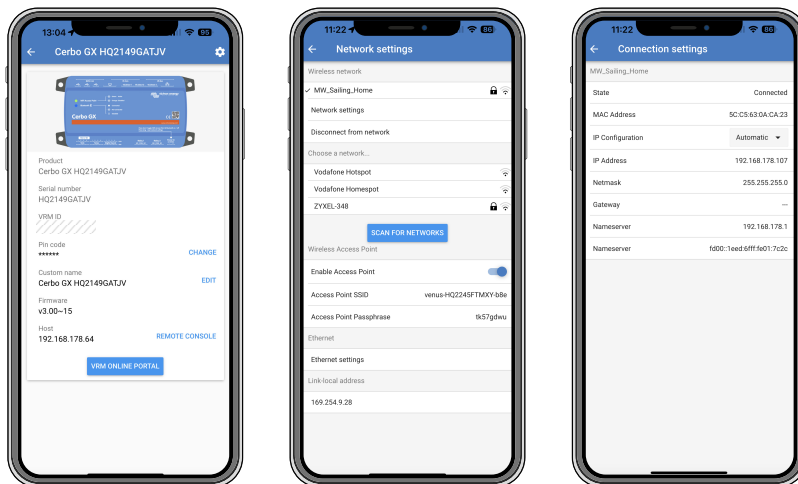 13:04
95
Cerbo GX HQ2149GATJV
Cerbo GX
Product
Cerbo GX HQ2149GATJV
Serial number
HQ2149GATJV
VRM ID
Pin code
******
CHANGE
Custom name
Cerbo GX HQ2149GATJV
EDIT
Firmware
v3.00~15
Host
192.168.178.64
REMOTE CONSOLE
VRM ONLINE PORTAL
11:22
86
Network settings
Wireless network
MW_Sailing_Home
Network settings
Disconnect from network
Choose a network...
Vodafone Hotspot
Vodafone Homespot
ZYXEL-348
SCAN FOR NETWORKS
Wireless Access Point
Enable Access Point
Access Point SSID venus-HQ2245FTMXY-b8e
Access Point Passphrase tk57gdwu
Ethernet
Ethernet settings
Link-local address
169.254.9.28
11:22
86
Connection settings
MW_Sailing_Home
State Connected
MAC Address 5C:C5:63:0A:CA:23
IP Configuration Automatic
IP Address 192.168.178.107
Netmask 255.255.255.0
Gateway ---
Nameserver 192.168.178.1
Nameserver fd00::1eed:6fff:fe01:7c2c